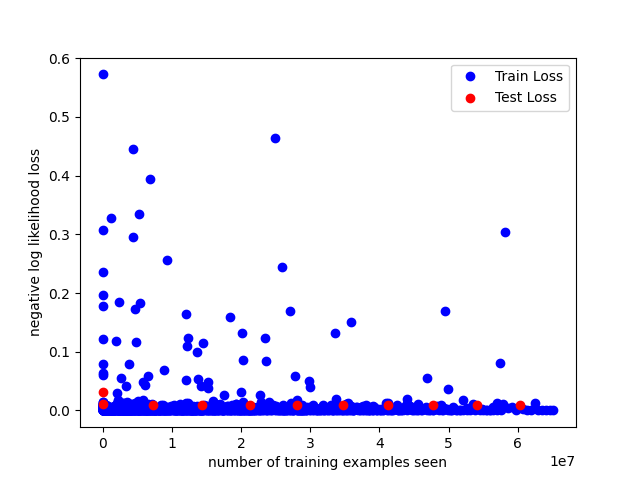 0.6
0.5
0.4
0.3
0.2
0.1
0.0
negative log likelihood loss
Train Loss
Test Loss
0 1 2 3 4 5 6
1e7
number of training examples seen